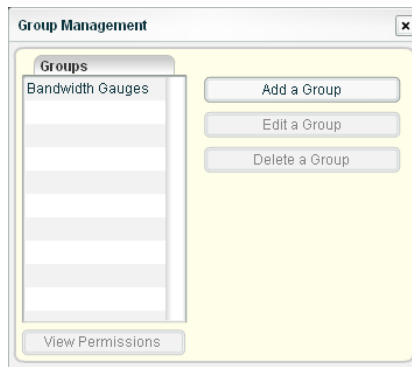 Group Management
Groups
Bandwidth Gauges
Add a Group
Edit a Group
Delete a Group
View Permissions